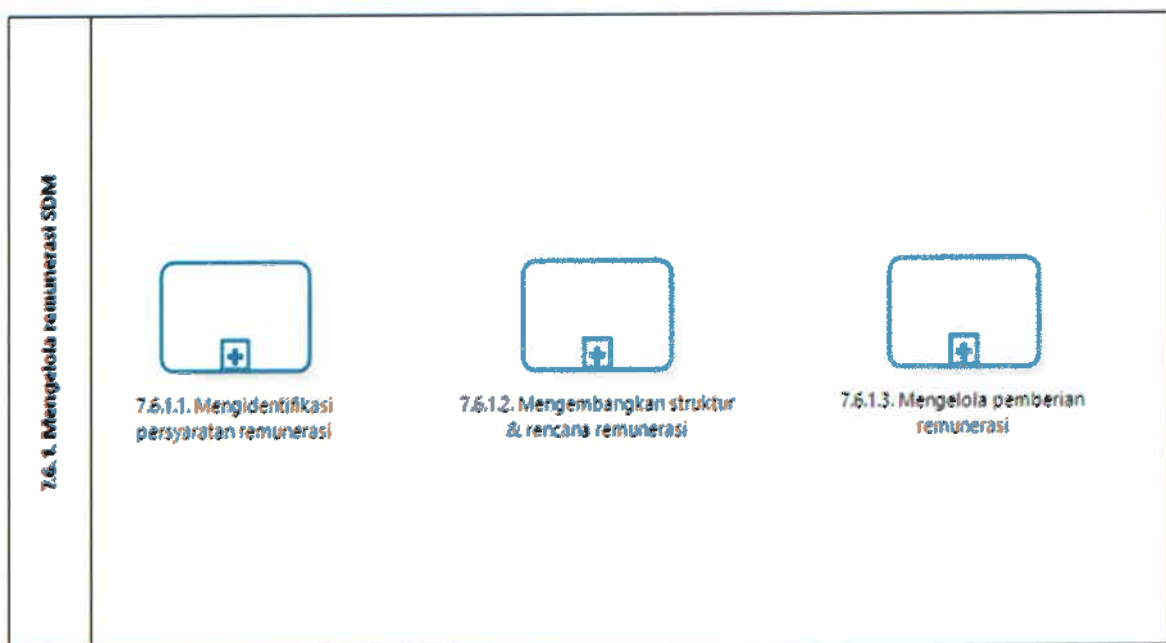 7.6.1. Mengelola remunerasi SDM
7.6.1.1. Mengidentifikasi
persyaratan remunerasi
7.6.1.2. Mengembangkan struktur
& rencana remunerasi
7.6.1.3. Mengelola pemberian
remunerasi